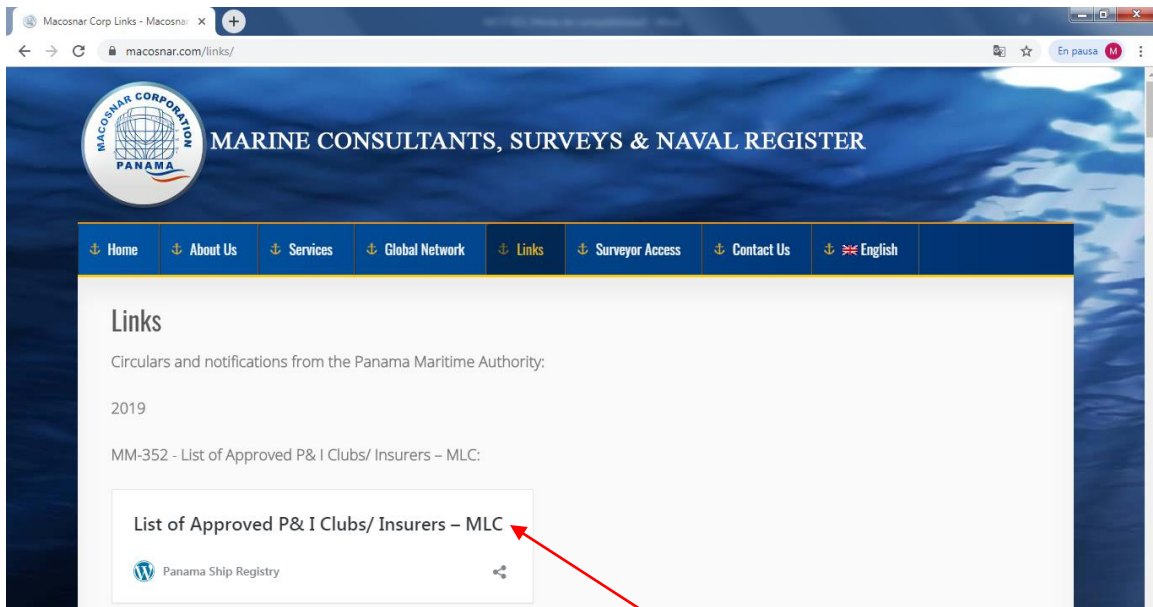 Macosnar Corp Links - Macosnar
macosnar.com/links/
En pausa M
MACOSNAR CORPORATION
PANAMA
MARINE CONSULTANTS, SURVEYS & NAVAL REGISTER
Home About Us Services Global Network Links Surveyor Access Contact Us English
Links
Circulars and notifications from the Panama Maritime Authority:
2019
MM-352 - List of Approved P& I Clubs/ Insurers – MLC:
List of Approved P& I Clubs/ Insurers – MLC
Panama Ship Registry